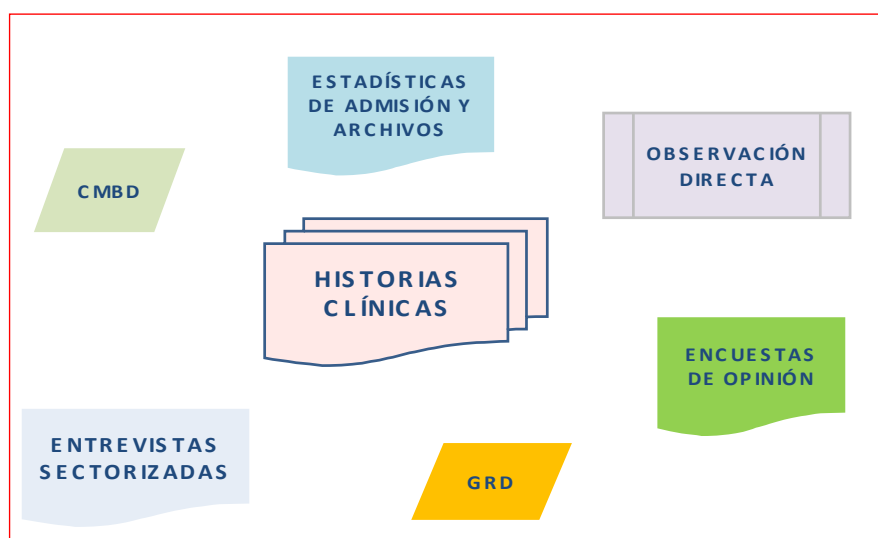 ESTADÍSTICAS
DE ADMISIÓN Y
ARCHIVOS
OBSERVACIÓN
DIRECTA
CMBD
HISTORIAS
CLÍNICAS
ENCUESTAS
DE OPINIÓN
ENTREVISTAS
SECTORIZADAS
GRD